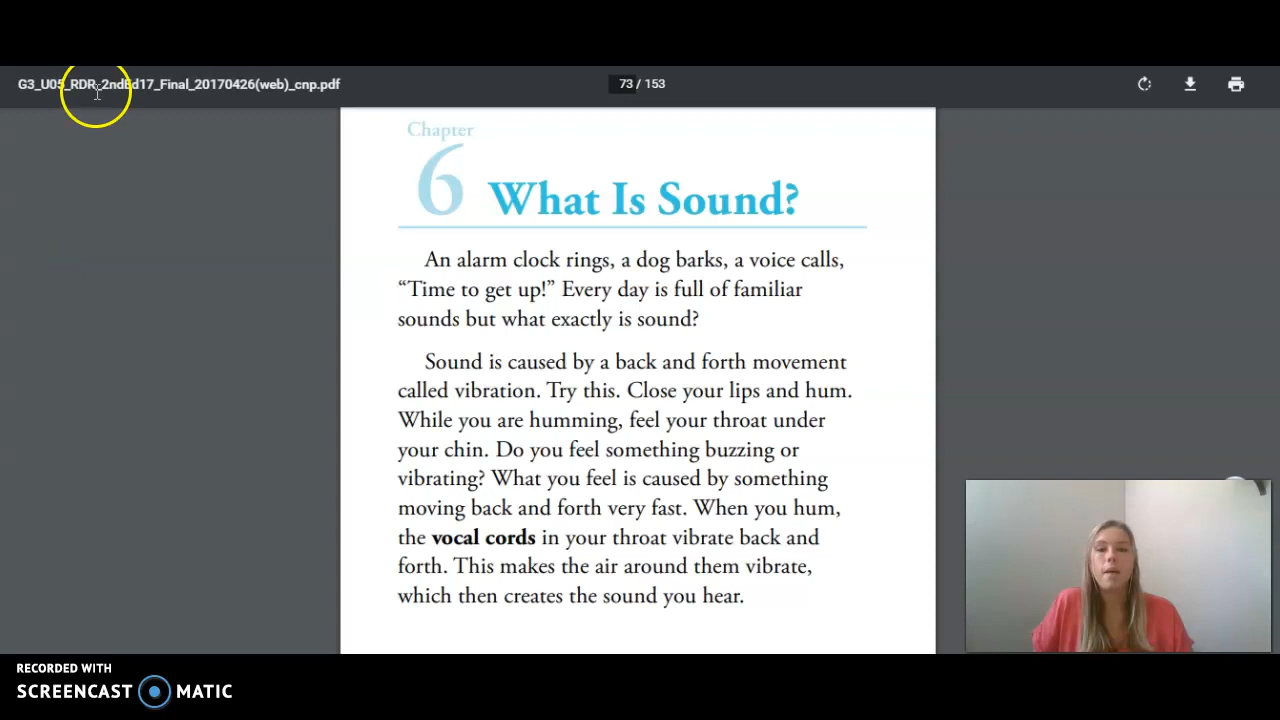 G3_U05_RDR_2ndEd17_Final_20170426(web)_cnp.pdf
73 / 153
Chapter
6 What Is Sound?
An alarm clock rings, a dog barks, a voice calls,
“Time to get up!” Every day is full of familiar
sounds but what exactly is sound?
Sound is caused by a back and forth movement
called vibration. Try this. Close your lips and hum.
While you are humming, feel your throat under
your chin. Do you feel something buzzing or
vibrating? What you feel is caused by something
moving back and forth very fast. When you hum,
the vocal cords in your throat vibrate back and
forth. This makes the air around them vibrate,
which then creates the sound you hear.
RECORDED WITH
SCREENCAST MATIC